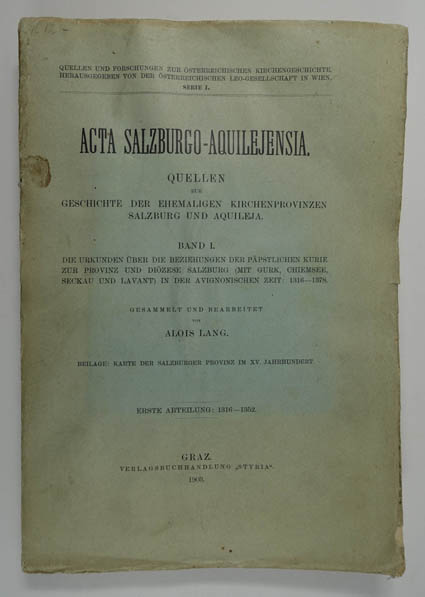 QUELLEN UND FORSCHUNGEN ZUR ÖSTERREICHISCHEN KIRCHENGESCHICHTE.
HERAUSGEGEBEN VON DER ÖSTERREICHISCHEN LEO-GESELLSCHAFT IN WIEN.
SERIE I.
ACTA SALZBURGO-AQUILEJENSIA.
QUELLEN
ZUR
GESCHICHTE DER EHEMALIGEN KIRCHENPROVINZEN
SALZBURG UND AQUILEJA.
BAND I.
DIE URKUNDEN ÜBER DIE BEZIEHUNGEN DER PÄPSTLICHEN KURIE
ZUR PROVINZ UND DIÖZESE SALZBURG (MIT GURK, CHIEMSEE,
SECKAU UND LAVANT) IN DER AVIGNONISCHEN ZEIT: 1316—1378.
GESAMMELT UND BEARBEITET
VON
ALOIS LANG.
BEILAGE: KARTE DER SALZBURGER PROVINZ IM XV. JAHRHUNDERT.
ERSTE ABTEILUNG: 1316—1352.
GRAZ.
VERLAGSBUCHHANDLUNG „STYRIA“.
1903.